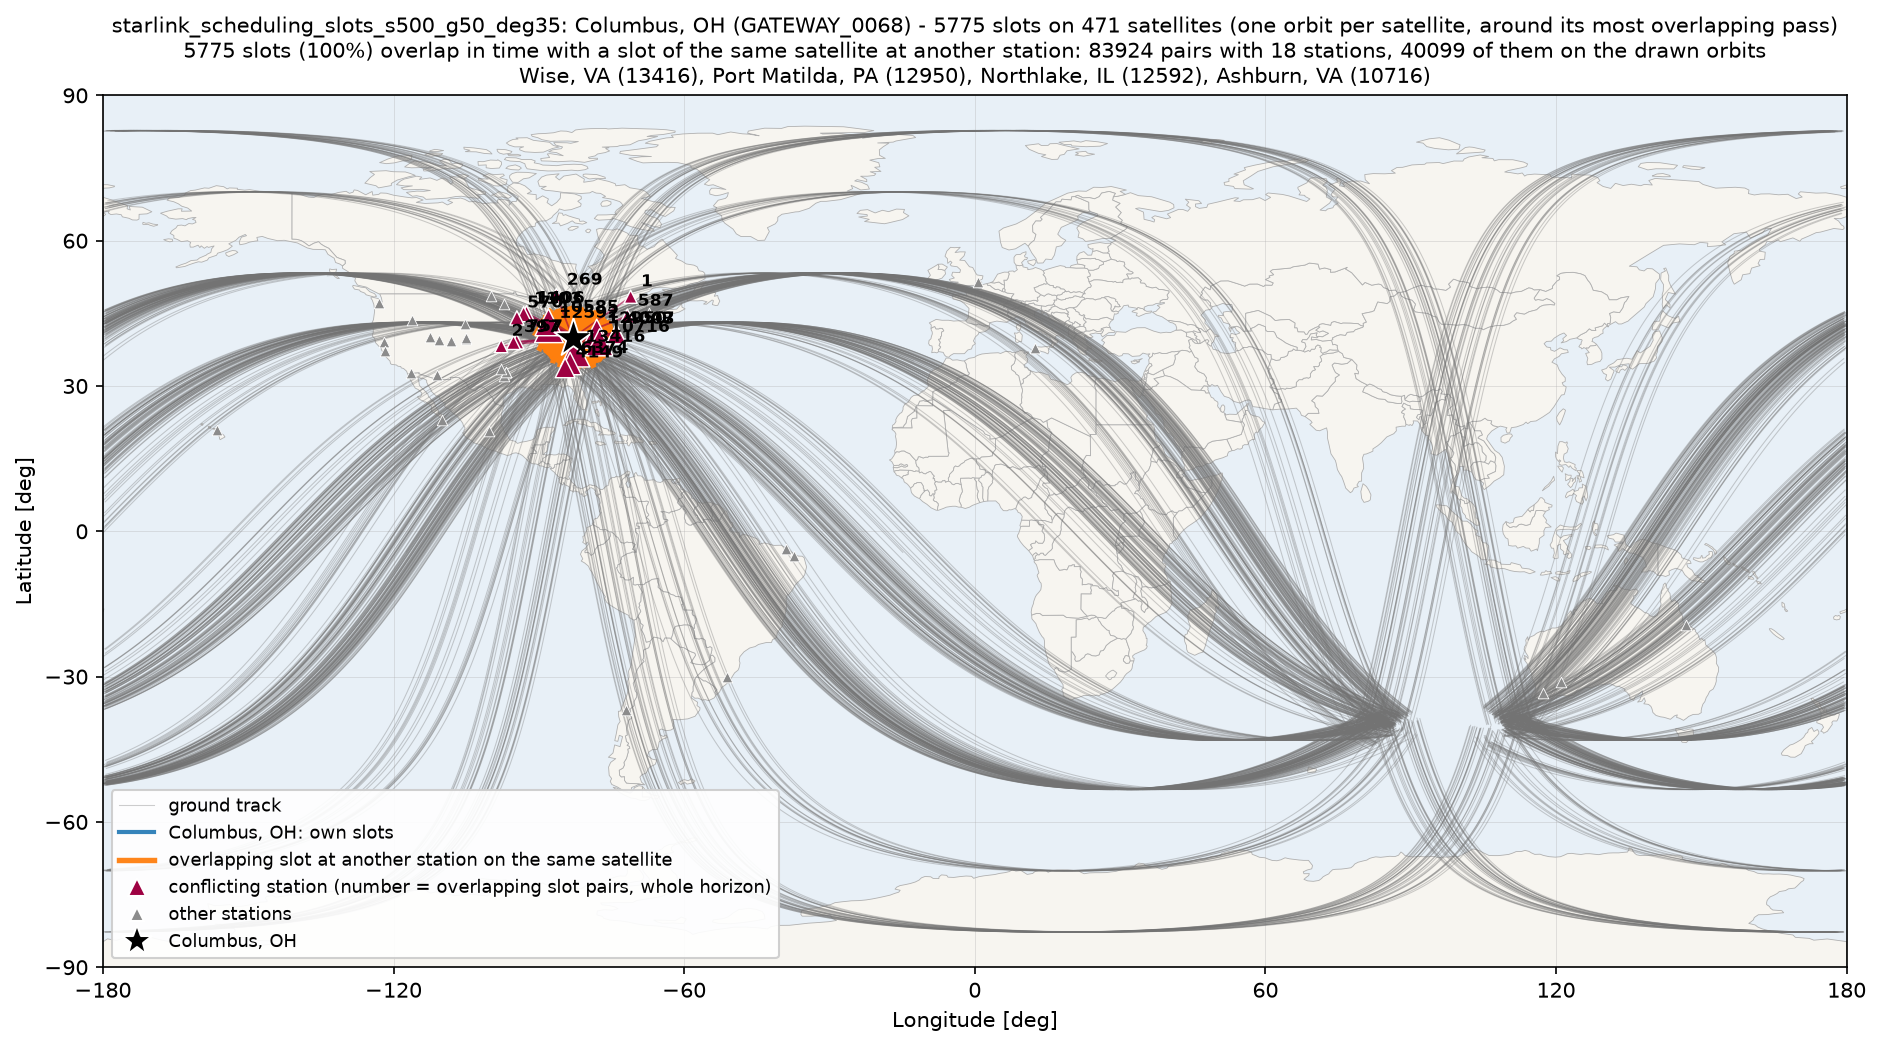 starlink_scheduling_slots_s500_g50_deg35: Columbus, OH (GATEWAY_0068) - 5775 slots on 471 satellites (one orbit per satellite, around its most overlapping pass)
5775 slots (100%) overlap in time with a slot of the same satellite at another station: 83924 pairs with 18 stations, 40099 of them on the drawn orbits
Wise, VA (13416), Port Matilda, PA (12950), Northlake, IL (12592), Ashburn, VA (10716)
90
60
30
0
−30
−60
−90
Latitude [deg]
269
1
587
12592
10716
13416
ground track
Columbus, OH: own slots
overlapping slot at another station on the same satellite
conflicting station (number = overlapping slot pairs, whole horizon)
other stations
Columbus, OH
−180
−120
−60
0
60
120
180
Longitude [deg]